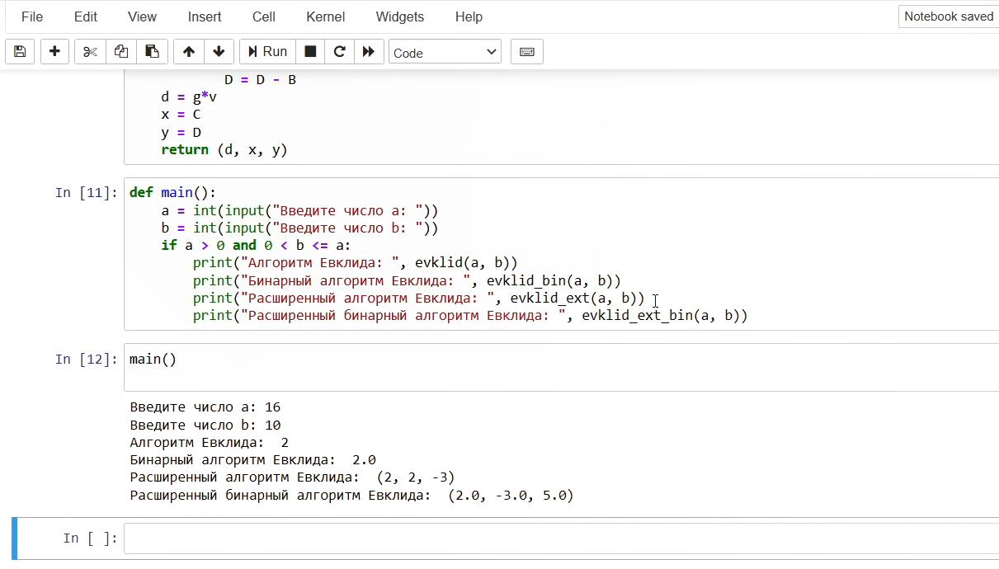 File Edit View Insert Cell Kernel Widgets Help Notebook saved
Run Code
D = D - B
d = g*v
x = C
y = D
return (d, x, y)
In [11]: def main():
a = int(input("Введите число a: "))
b = int(input("Введите число b: "))
if a > 0 and 0 < b <= a:
print("Алгоритм Евклида: ", evklid(a, b))
print("Бинарный алгоритм Евклида: ", evklid_bin(a, b))
print("Расширенный алгоритм Евклида: ", evklid_ext(a, b))
print("Расширенный бинарный алгоритм Евклида: ", evklid_ext_bin(a, b))
In [12]: main()
Введите число a: 16
Введите число b: 10
Алгоритм Евклида:  2
Бинарный алгоритм Евклида:  2.0
Расширенный алгоритм Евклида:  (2, 2, -3)
Расширенный бинарный алгоритм Евклида:  (2.0, -3.0, 5.0)
In [ ]: